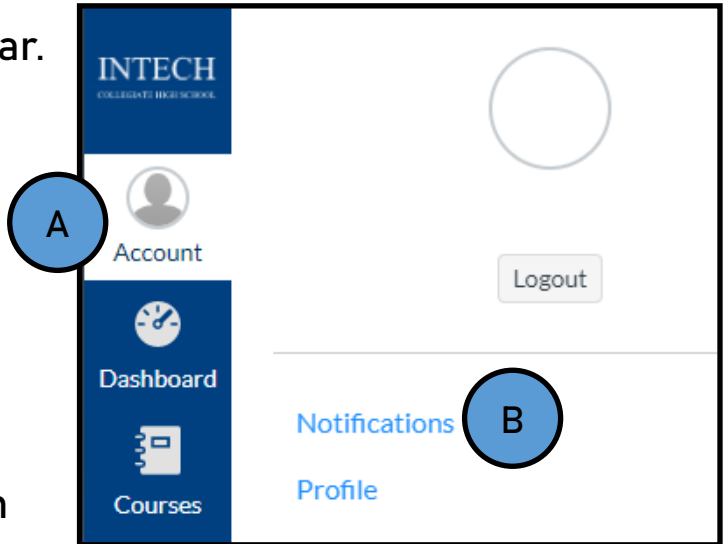 ar.
INTECH
COLLEGIATE HIGH SCHOOL
A
Account
Logout
Dashboard
Notifications
B
Profile
Courses
n